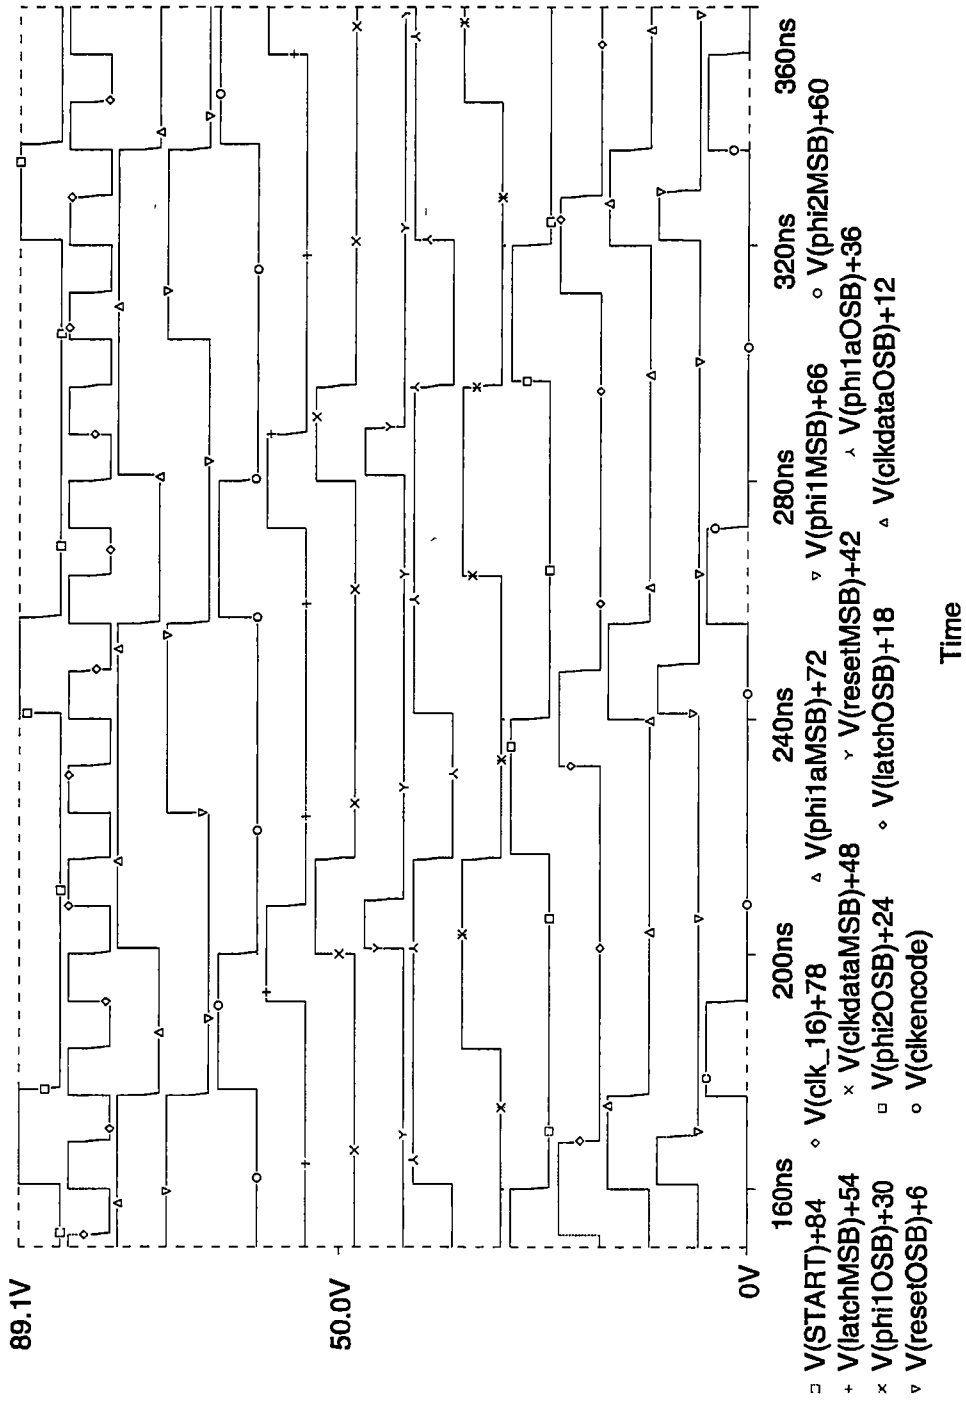 89.1V
50.0V
0V
160ns 200ns 240ns 280ns 320ns 360ns
□ V(START)+84 ◇ V(clk_16)+78 ▵ V(phi1aMSB)+72 ▿ V(phi1MSB)+66 ○ V(phi2MSB)+60
+ V(latchMSB)+54 × V(clkdataMSB)+48 Y V(resetMSB)+42 ⅄ V(phi1aOSB)+36
× V(phi1OSB)+30 □ V(phi2OSB)+24 ◇ V(latchOSB)+18 ▵ V(clkdataOSB)+12
▿ V(resetOSB)+6 ○ V(clkencode)
Time